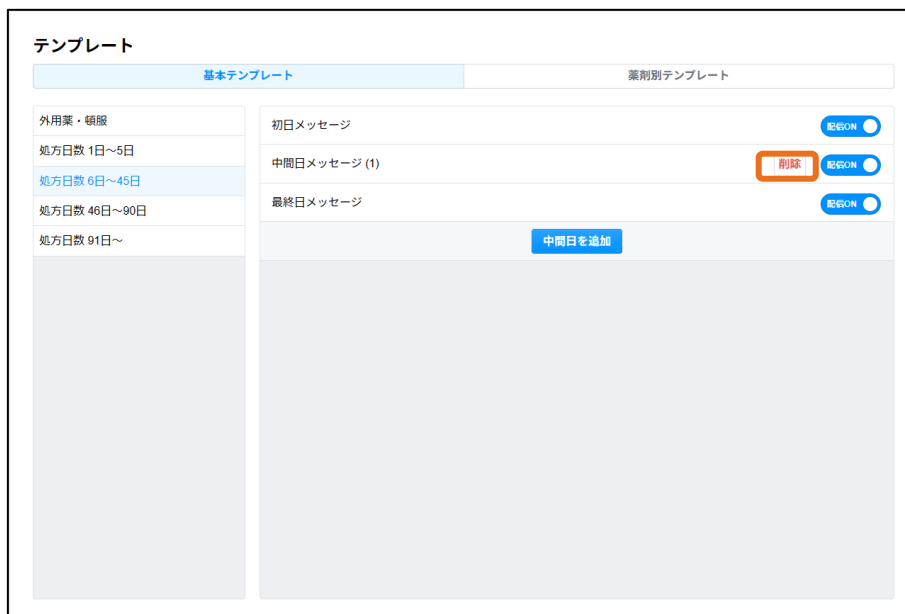 テンプレート
基本テンプレート
薬剤別テンプレート
外用薬・頓服
処方日数 1日～5日
処方日数 6日～45日
処方日数 46日～90日
処方日数 91日～
初日メッセージ
配信ON
中間日メッセージ (1)
削除
配信ON
最終日メッセージ
配信ON
中間日を追加